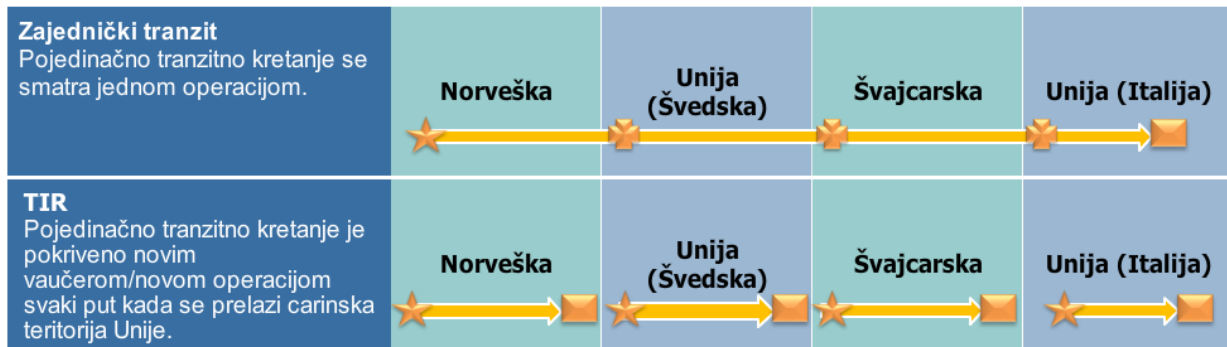 Zajednički tranzit
Pojedinačno tranzitno kretanje se
smatra jednom operacijom.
Norveška
Unija
(Švedska)
Švajcarska
Unija (Italija)
TIR
Pojedinačno tranzitno kretanje je
pokriveno novim
vaučerom/novom operacijom
svaki put kada se prelazi carinska
teritorija Unije.
Norveška
Unija
(Švedska)
Švajcarska
Unija (Italija)